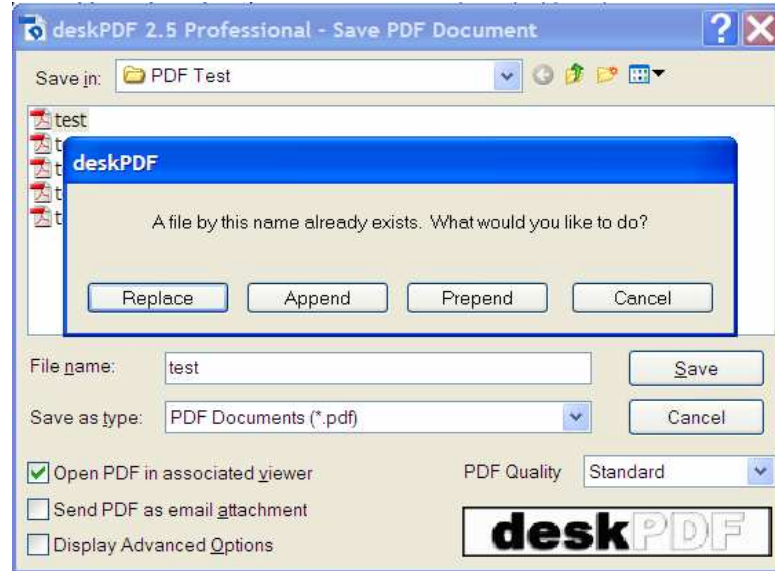 deskPDF 2.5 Professional - Save PDF Document
Save in: PDF Test
test
t
t
t
t
deskPDF
A file by this name already exists. What would you like to do?
Replace Append Prepend Cancel
File name: test Save
Save as type: PDF Documents (*.pdf) Cancel
Open PDF in associated viewer PDF Quality Standard
Send PDF as email attachment
Display Advanced Options
deskPDF